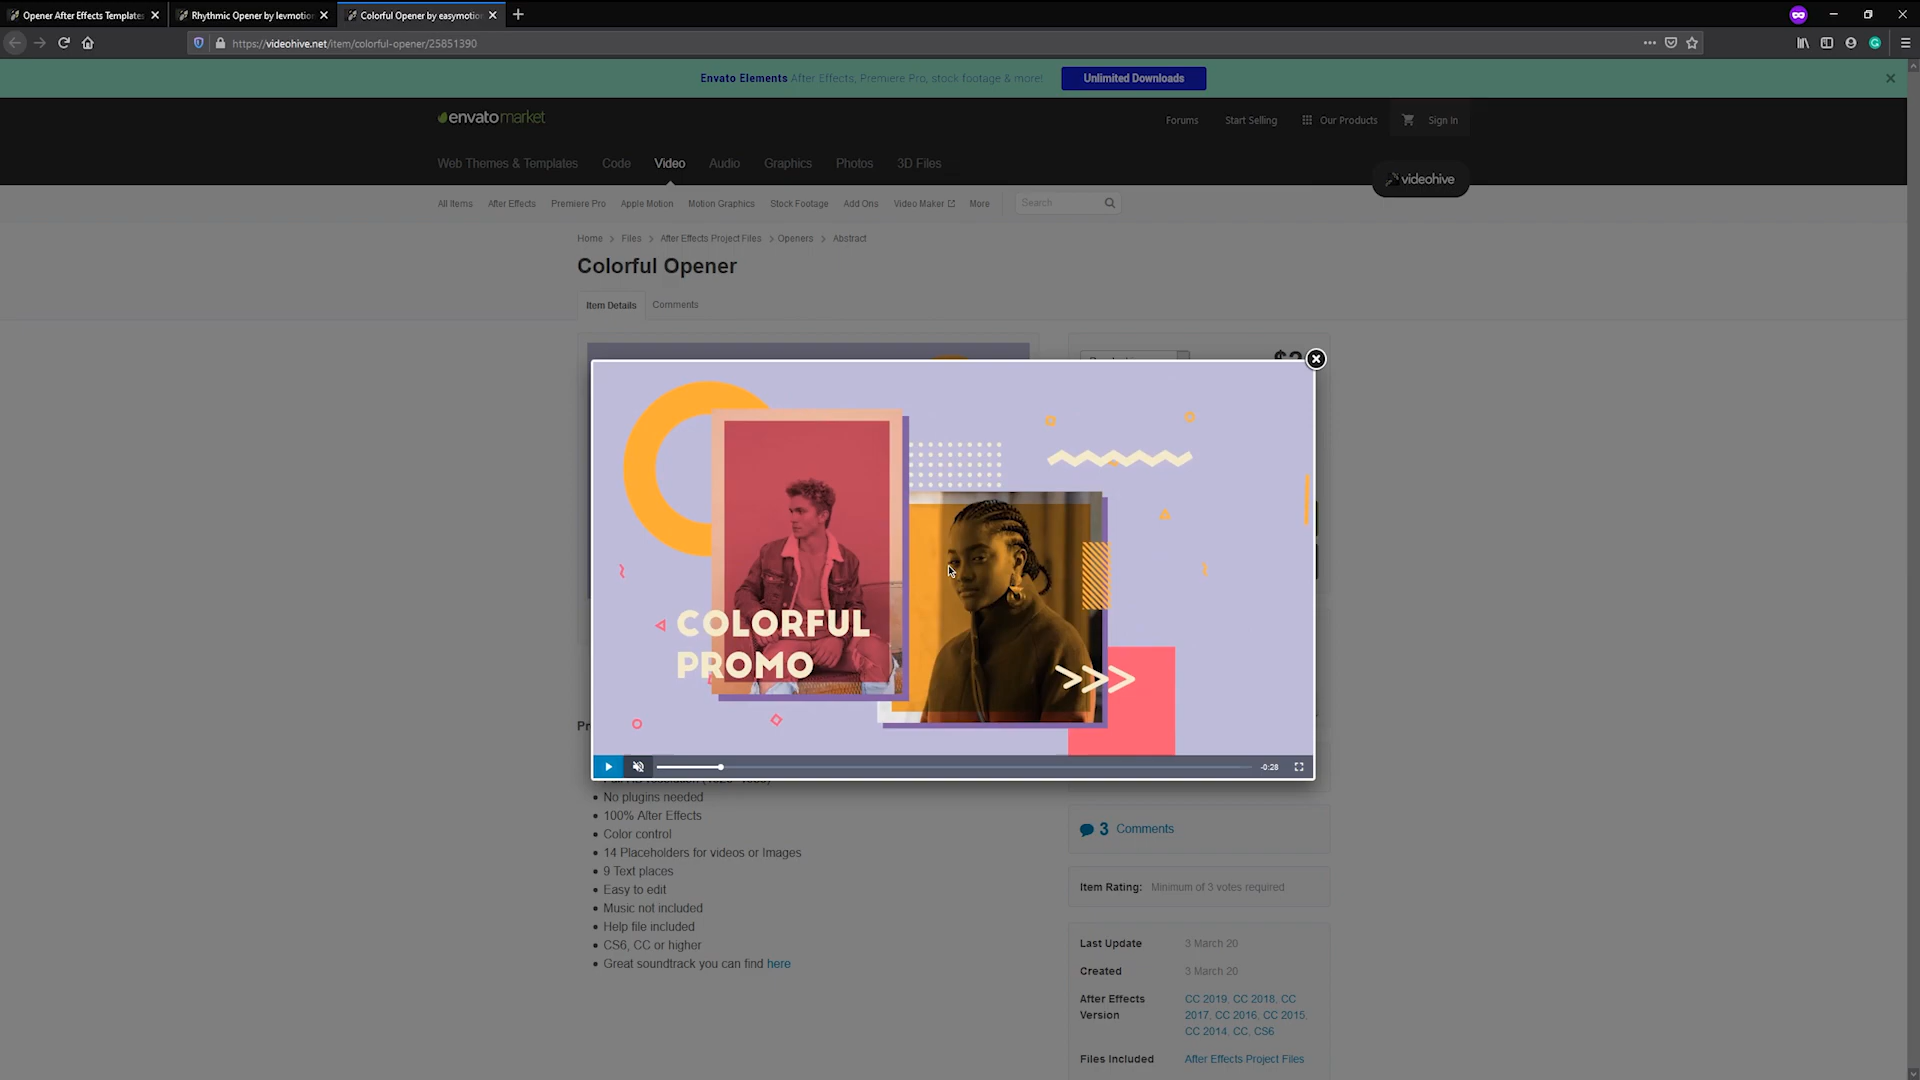 Opener After Effects Templates
Rhythmic Opener by levmotion
Colorful Opener by easymotion
https://videohive.net/item/colorful-opener/25851390
Envato Elements After Effects, Premiere Pro, stock footage & more!
Unlimited Downloads
envatomarket
Forums
Start Selling
Our Products
Sign In
Web Themes & Templates
Code
Video
Audio
Graphics
Photos
3D Files
videohive
All Items
After Effects
Premiere Pro
Apple Motion
Motion Graphics
Stock Footage
Add Ons
Video Maker
More
Search
Home > Files > After Effects Project Files > Openers > Abstract
Colorful Opener
Item Details
Comments
COLORFUL
PROMO
-0:28
No plugins needed
100% After Effects
Color control
14 Placeholders for videos or Images
9 Text places
Easy to edit
Music not included
Help file included
CS6, CC or higher
Great soundtrack you can find here
3 Comments
Item Rating: Minimum of 3 votes required
Last Update 3 March 20
Created 3 March 20
After Effects Version CC 2019, CC 2018, CC
2017, CC 2016, CC 2015,
CC 2014, CC, CS6
Files Included After Effects Project Files